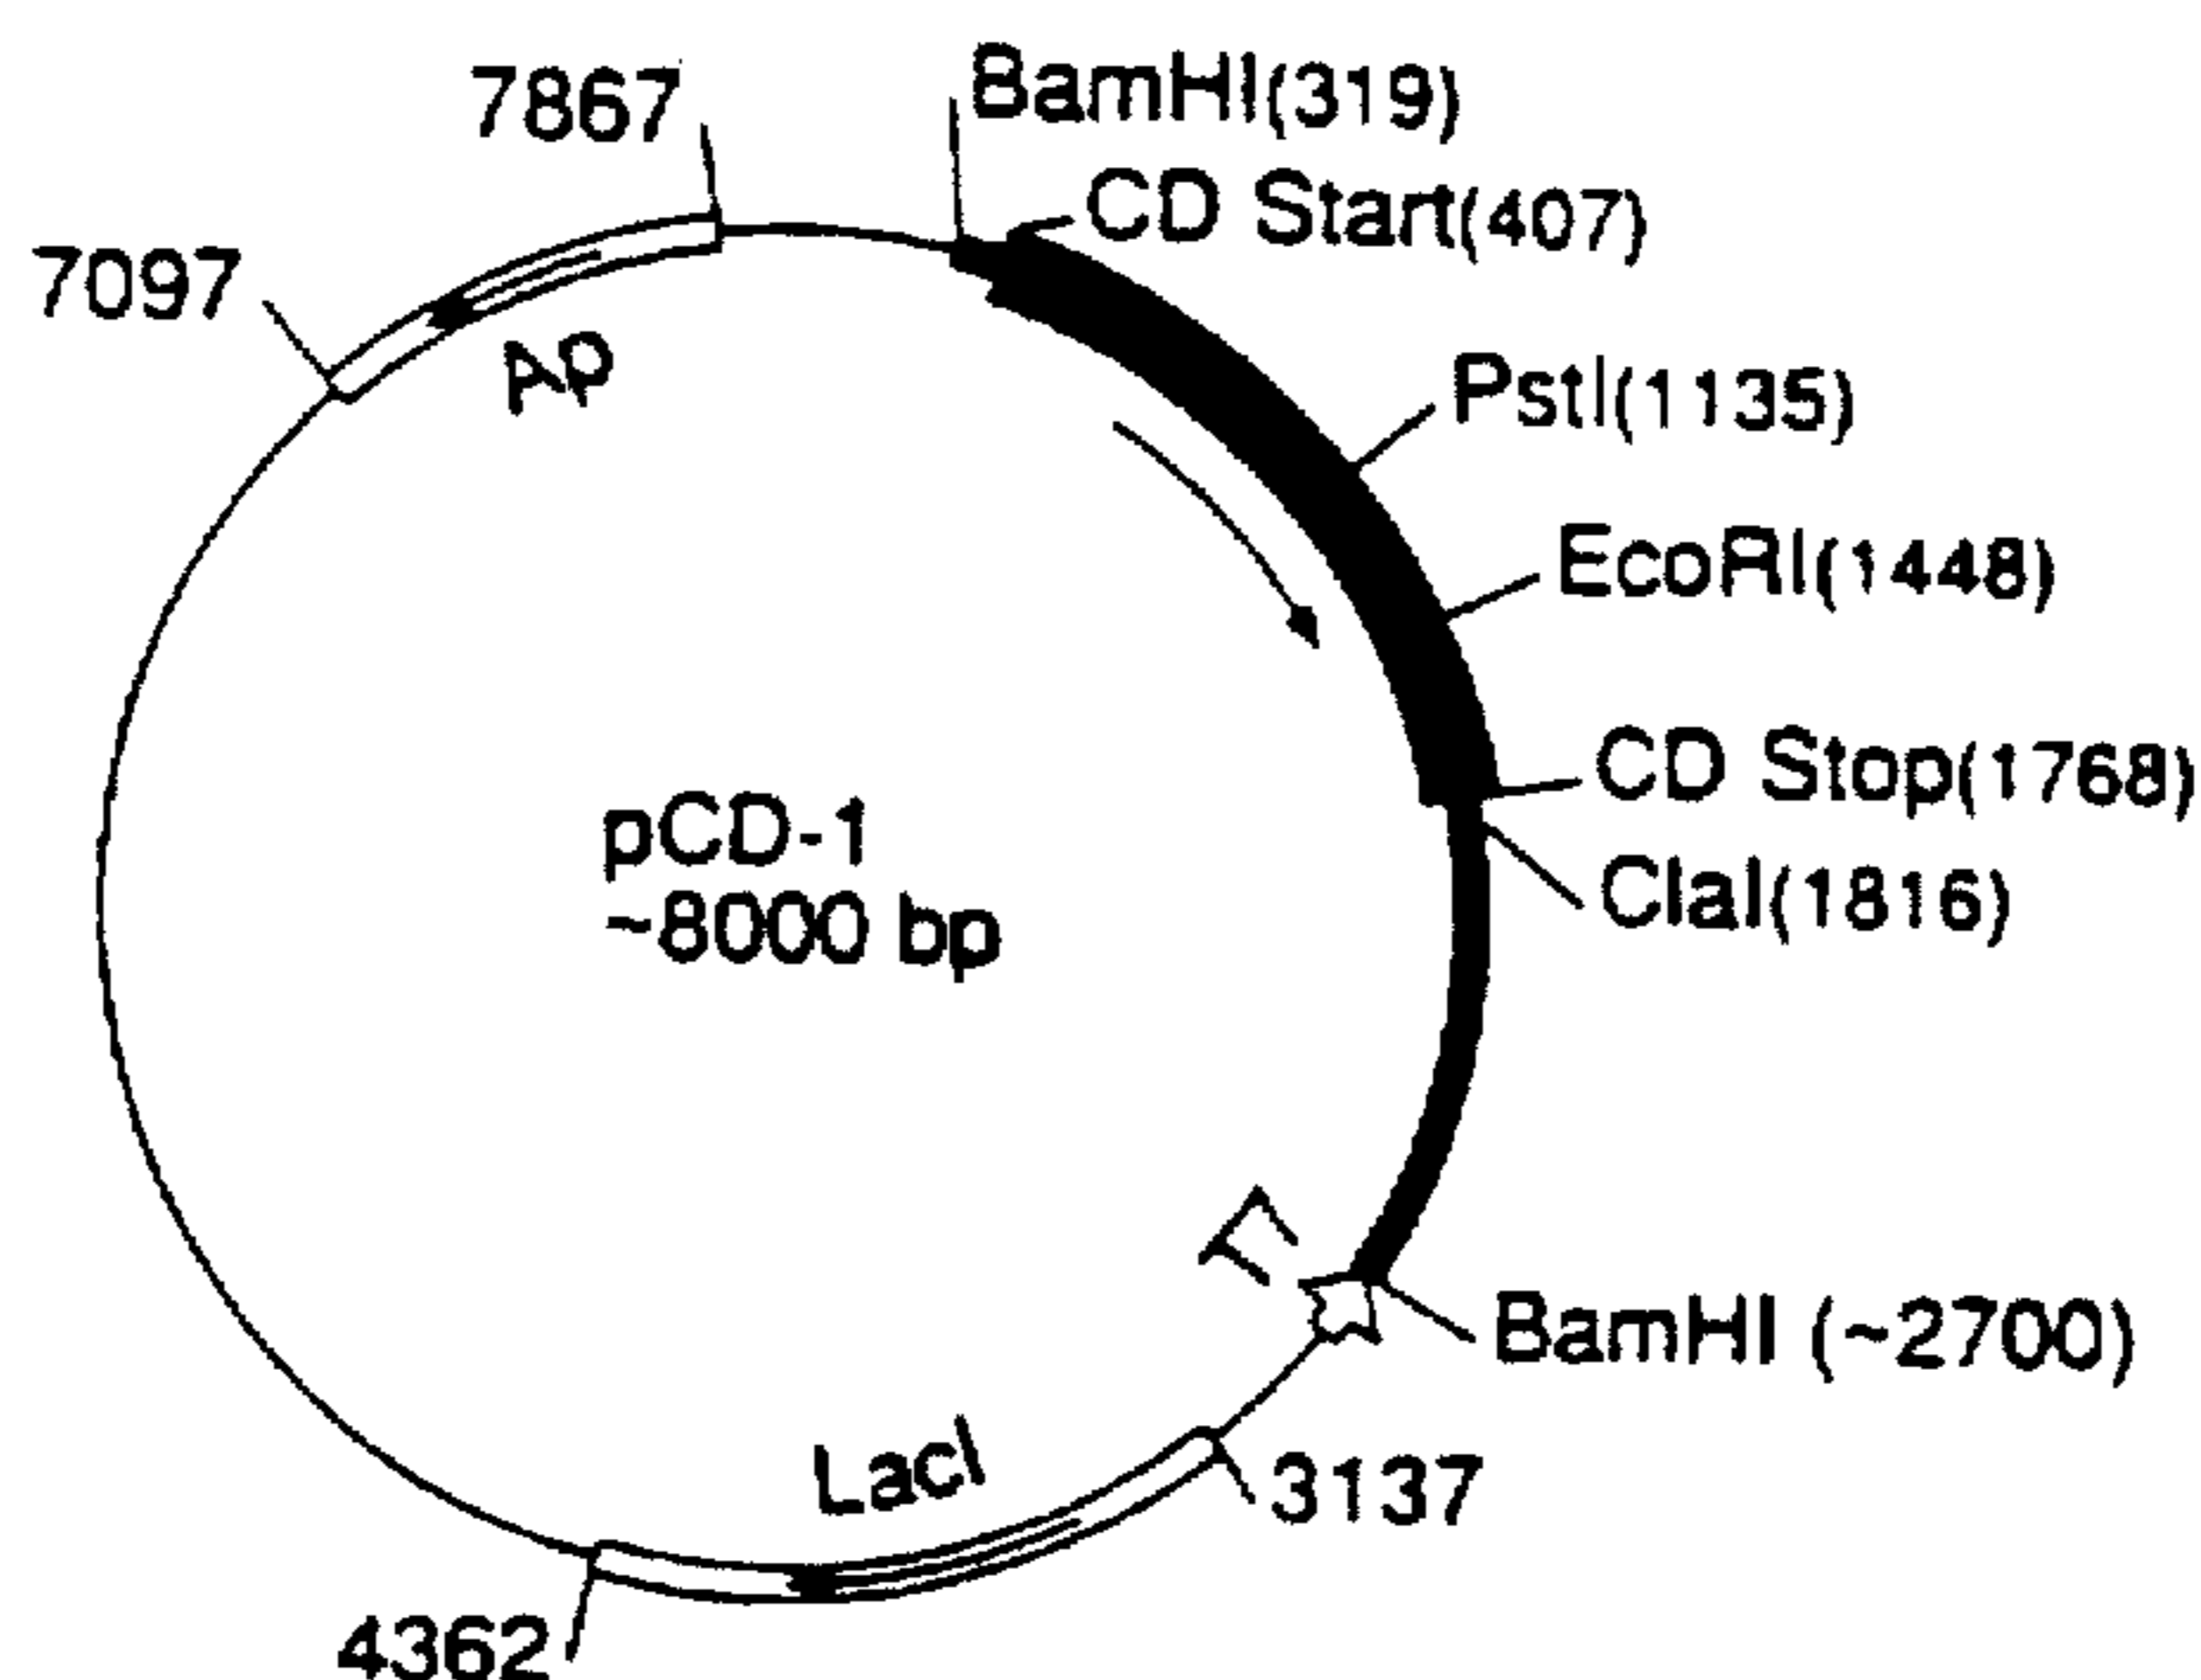 7867
BamHI(319)
CD Start(407)
7097
Ap
PstI(1135)
EcoRI(1448)
CD Stop(1768)
ClaI(1816)
pCD-1
~8000 bp
BamHI (~2700)
LacI
3137
4362